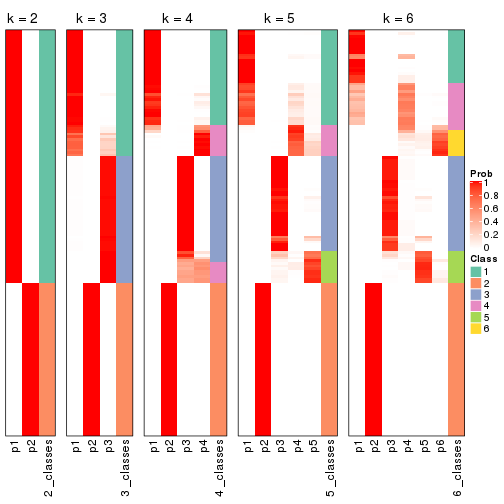 k = 2
k = 3
k = 4
k = 5
k = 6
p1
p2
2_classes
p1
p2
p3
3_classes
p1
p2
p3
p4
4_classes
p1
p2
p3
p4
p5
5_classes
p1
p2
p3
p4
p5
p6
6_classes
Prob
1
0.8
0.6
0.4
0.2
0
Class
1
2
3
4
5
6